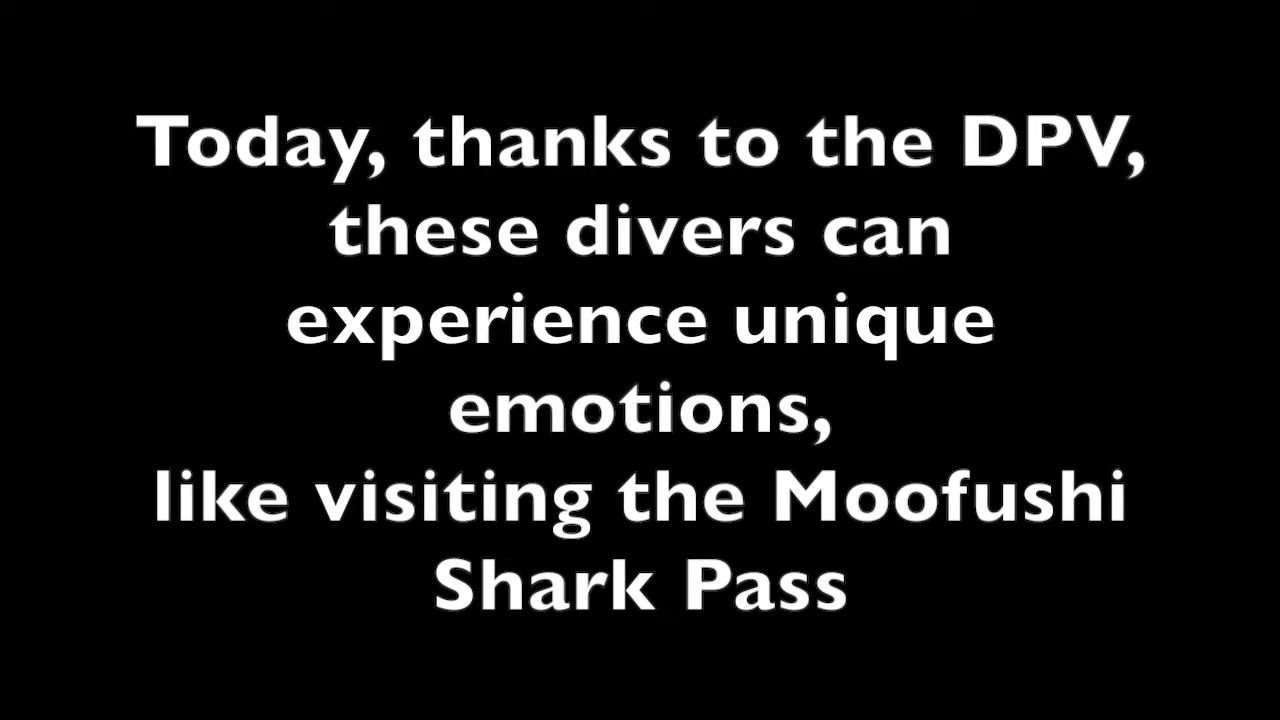 Today, thanks to the DPV,
these divers can
experience unique
emotions,
like visiting the Moofushi
Shark Pass